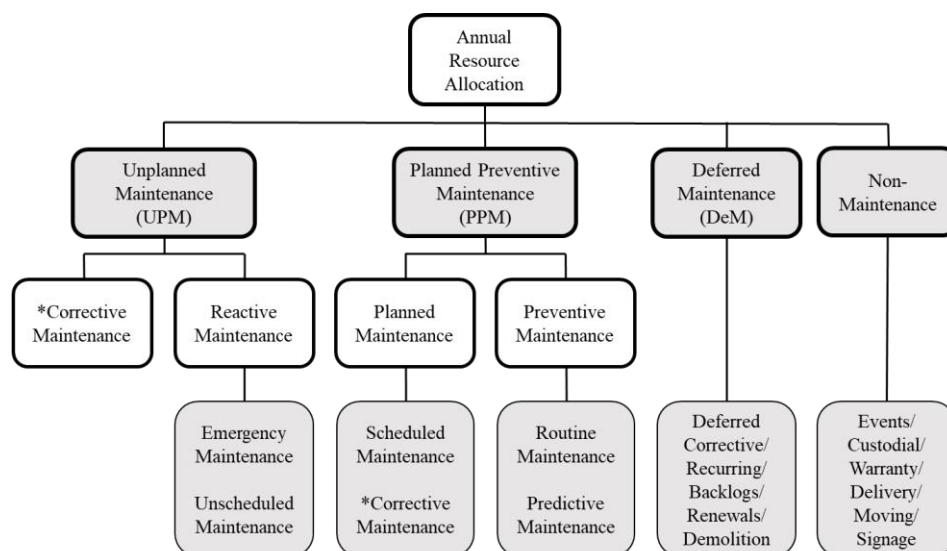 Annual
Resource
Allocation
Unplanned
Maintenance
(UPM)
Planned Preventive
Maintenance
(PPM)
Deferred
Maintenance
(DeM)
Non-
Maintenance
*Corrective
Maintenance
Reactive
Maintenance
Planned
Maintenance
Preventive
Maintenance
Emergency
Maintenance
Unscheduled
Maintenance
Scheduled
Maintenance
*Corrective
Maintenance
Routine
Maintenance
Predictive
Maintenance
Deferred
Corrective/
Recurring/
Backlogs/
Renewals/
Demolition
Events/
Custodial/
Warranty/
Delivery/
Moving/
Signage